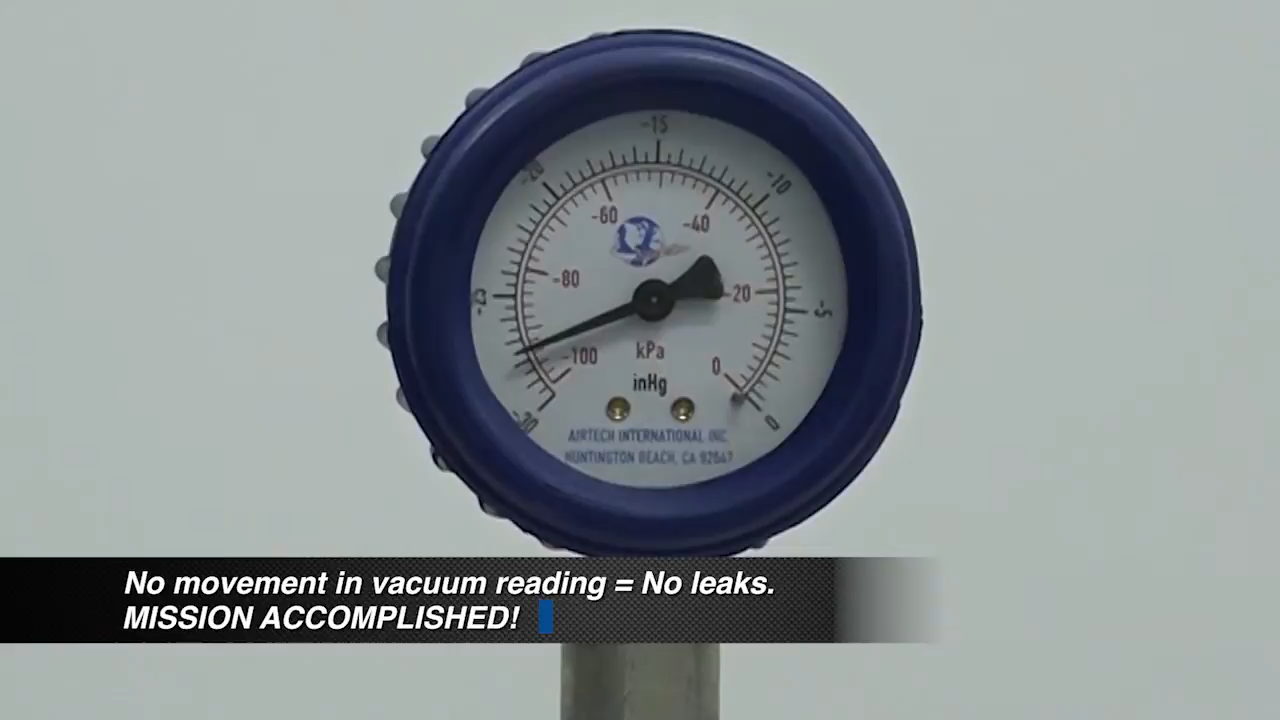 -15
-20
-10
-60
-40
-80
-20
-5
-100
kPa
0
inHg
-30
0
AIRTECH INTERNATIONAL INC.
HUNTINGTON BEACH, CA 92647
No movement in vacuum reading = No leaks.
MISSION ACCOMPLISHED!